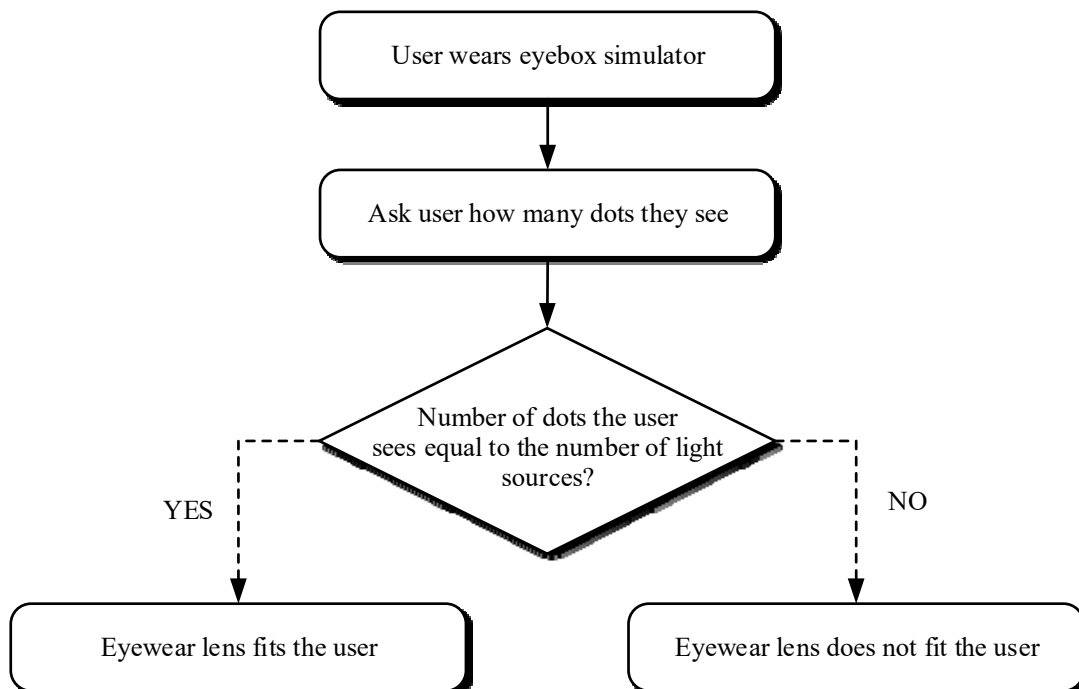 User wears eyebox simulator
Ask user how many dots they see
Number of dots the user
sees equal to the number of light
sources?
YES
NO
Eyewear lens fits the user
Eyewear lens does not fit the user